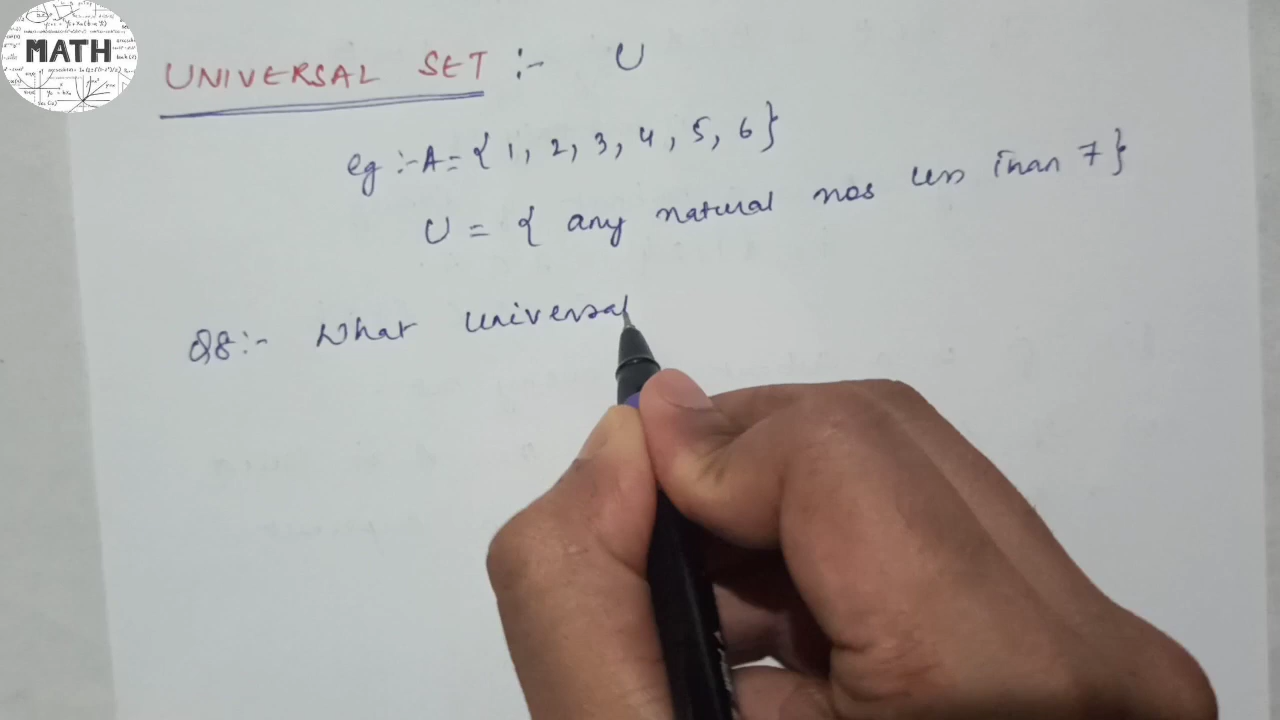 MATH
UNIVERSAL SET :- U
eg :- A = { 1, 2, 3, 4, 5, 6 }
U = { any natural nos less than 7 }
Q8:- What universal